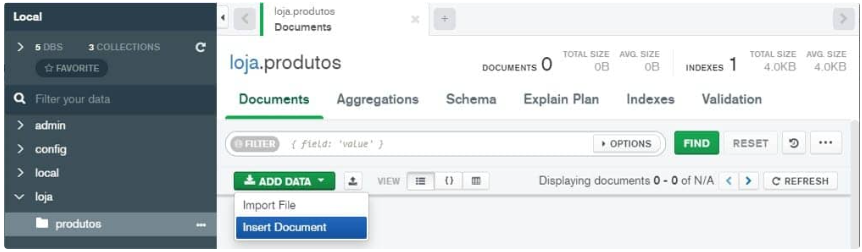 Local
5 DBS 3 COLLECTIONS
FAVORITE
Filter your data
admin
config
local
loja
produtos
loja.produtos
Documents
loja.produtos
DOCUMENTS 0 TOTAL SIZE 0B AVG. SIZE 0B INDEXES 1 TOTAL SIZE 4.0KB AVG. SIZE 4.0KB
Documents Aggregations Schema Explain Plan Indexes Validation
FILTER { field: 'value' } OPTIONS FIND RESET
ADD DATA VIEW {} Displaying documents 0 - 0 of N/A REFRESH
Import File
Insert Document